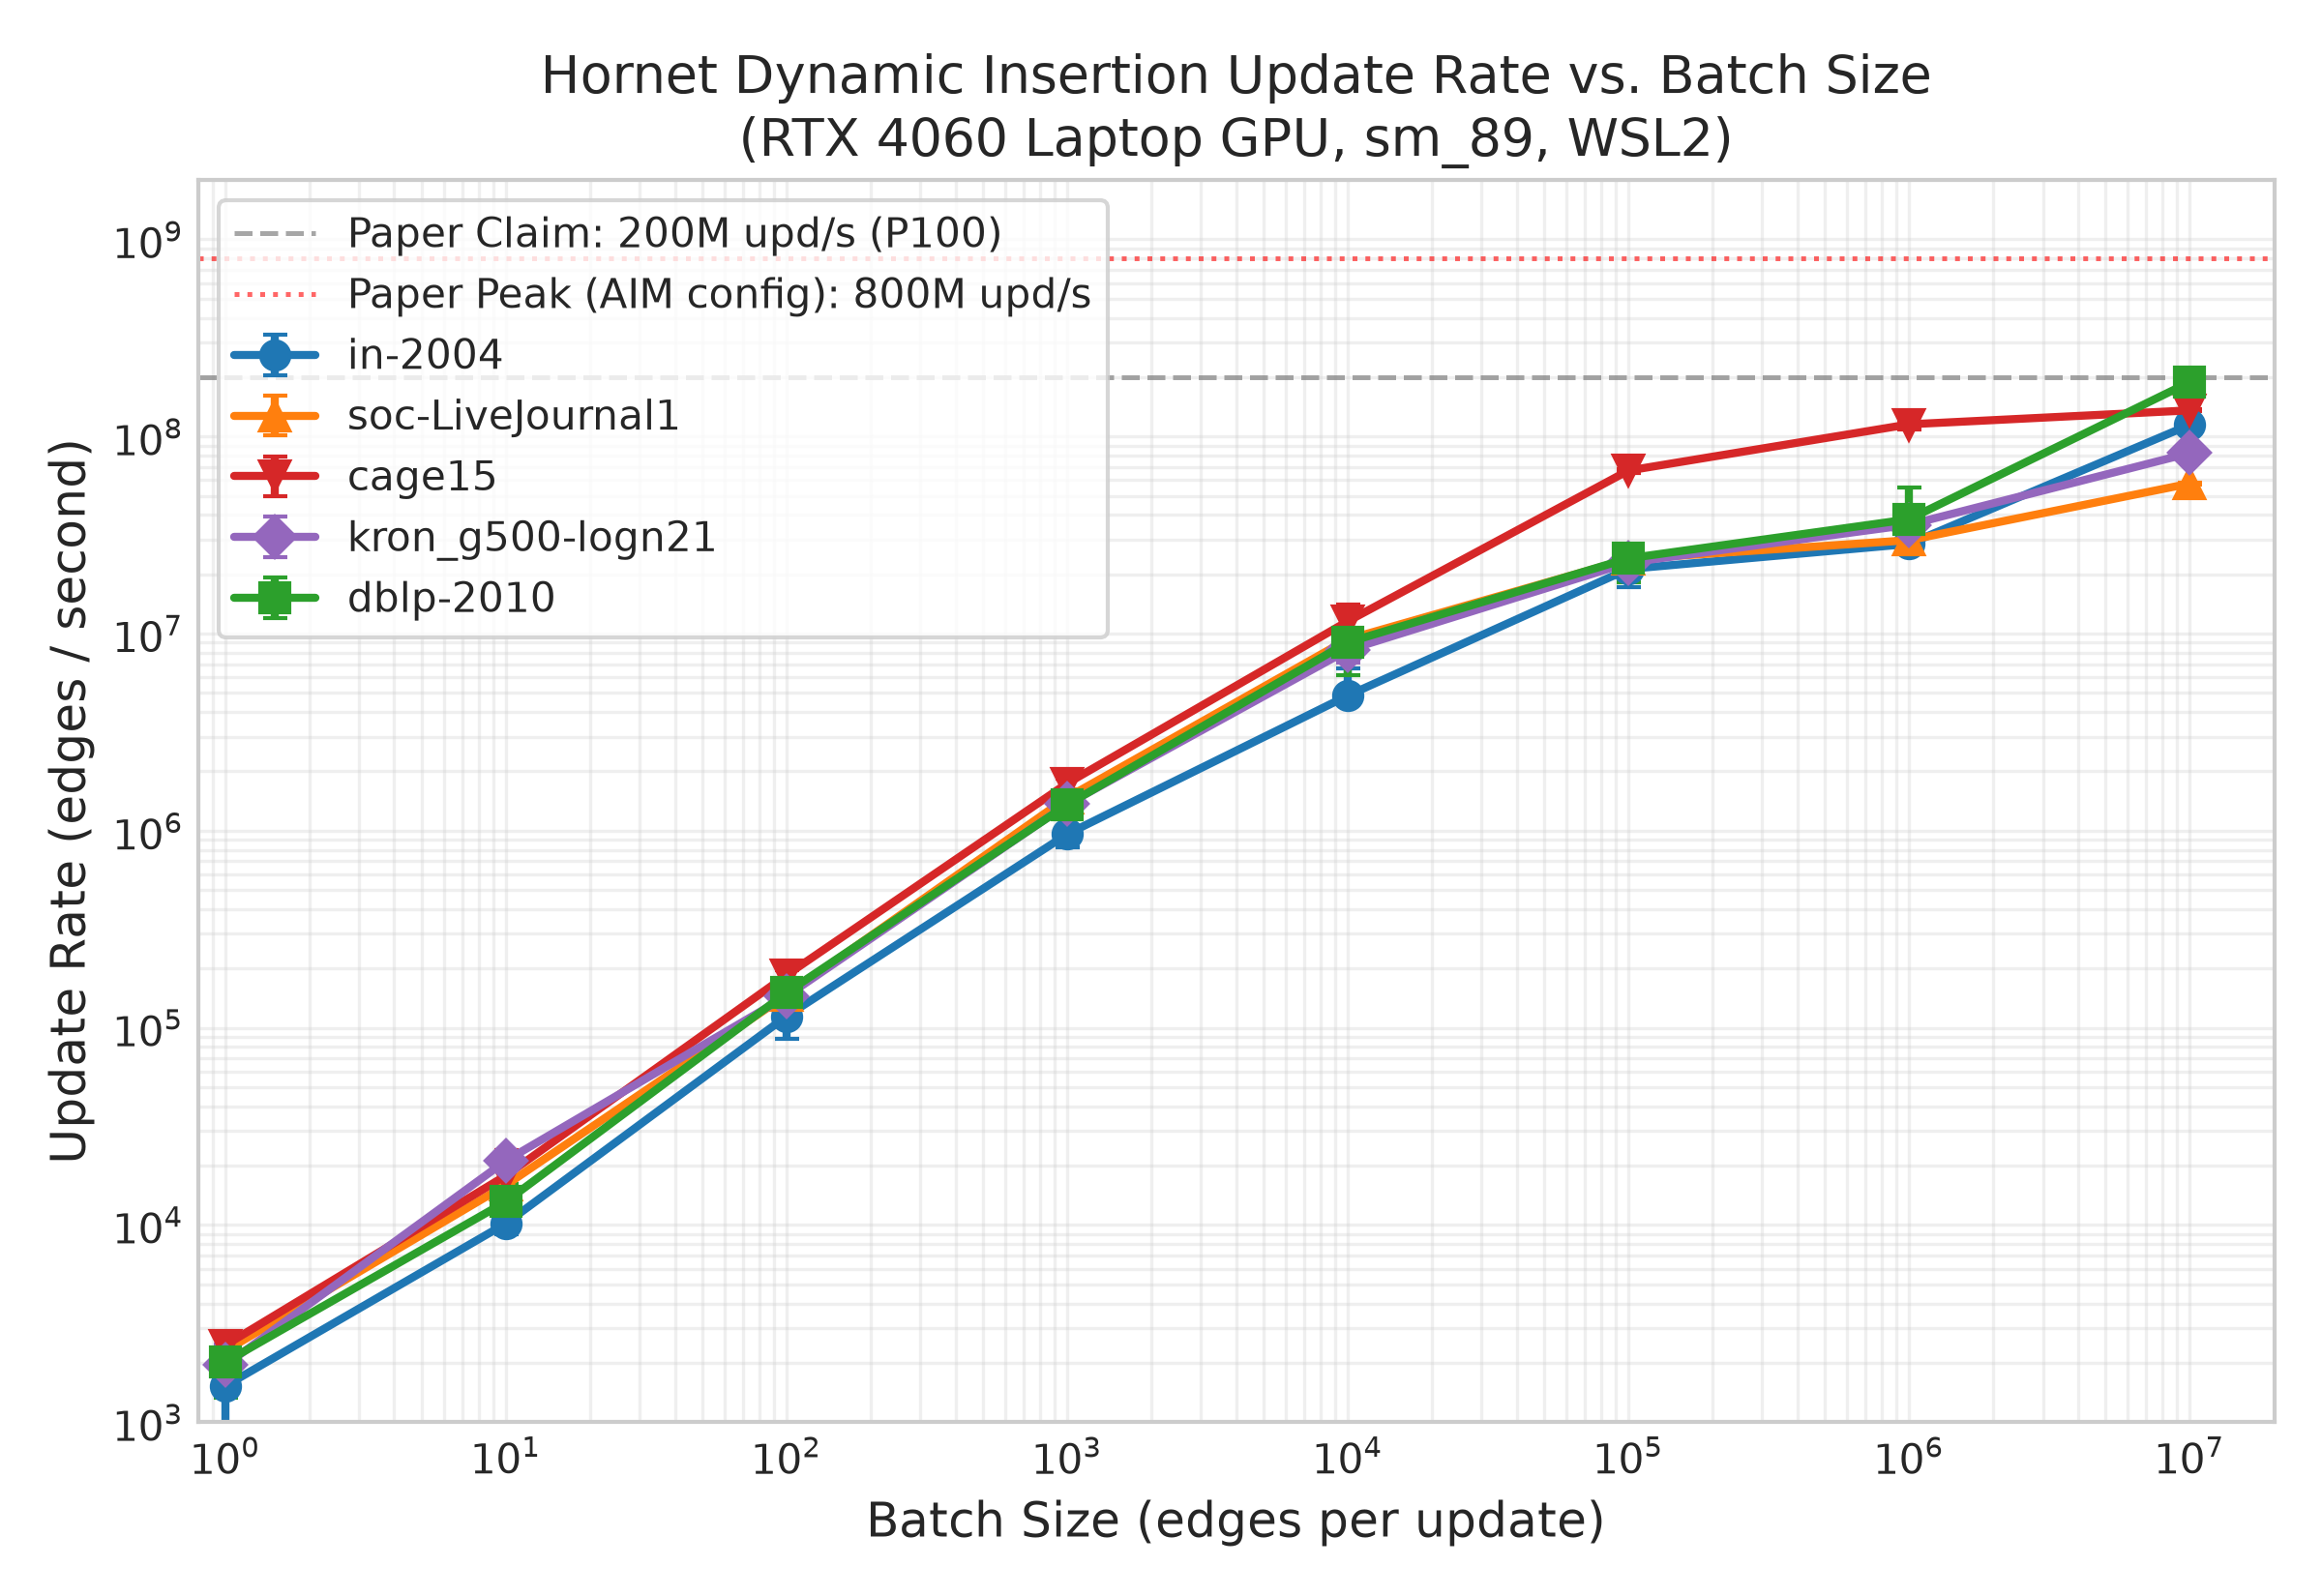 Hornet Dynamic Insertion Update Rate vs. Batch Size
(RTX 4060 Laptop GPU, sm_89, WSL2)
Paper Claim: 200M upd/s (P100)
Paper Peak (AIM config): 800M upd/s
in-2004
soc-LiveJournal1
cage15
kron_g500-logn21
dblp-2010
Update Rate (edges / second)
10⁹
10⁸
10⁷
10⁶
10⁵
10⁴
10³
10⁰ 10¹ 10² 10³ 10⁴ 10⁵ 10⁶ 10⁷
Batch Size (edges per update)